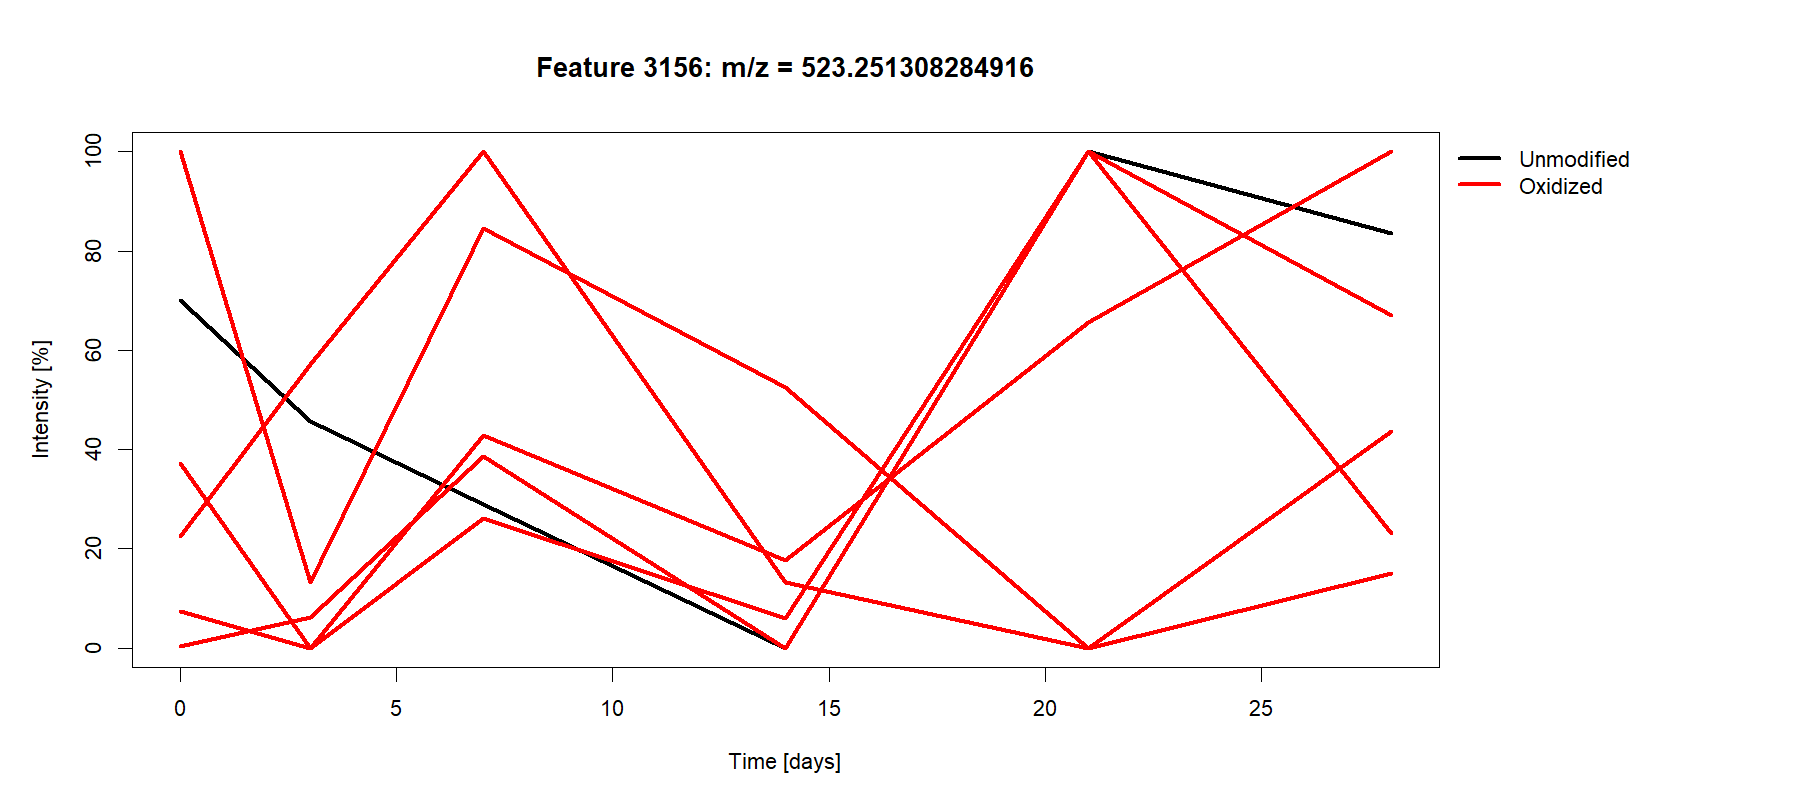 Feature 3156: m/z = 523.251308284916
Unmodified
Oxidized
100
80
60
40
20
0
Intensity [%]
0 5 10 15 20 25
Time [days]